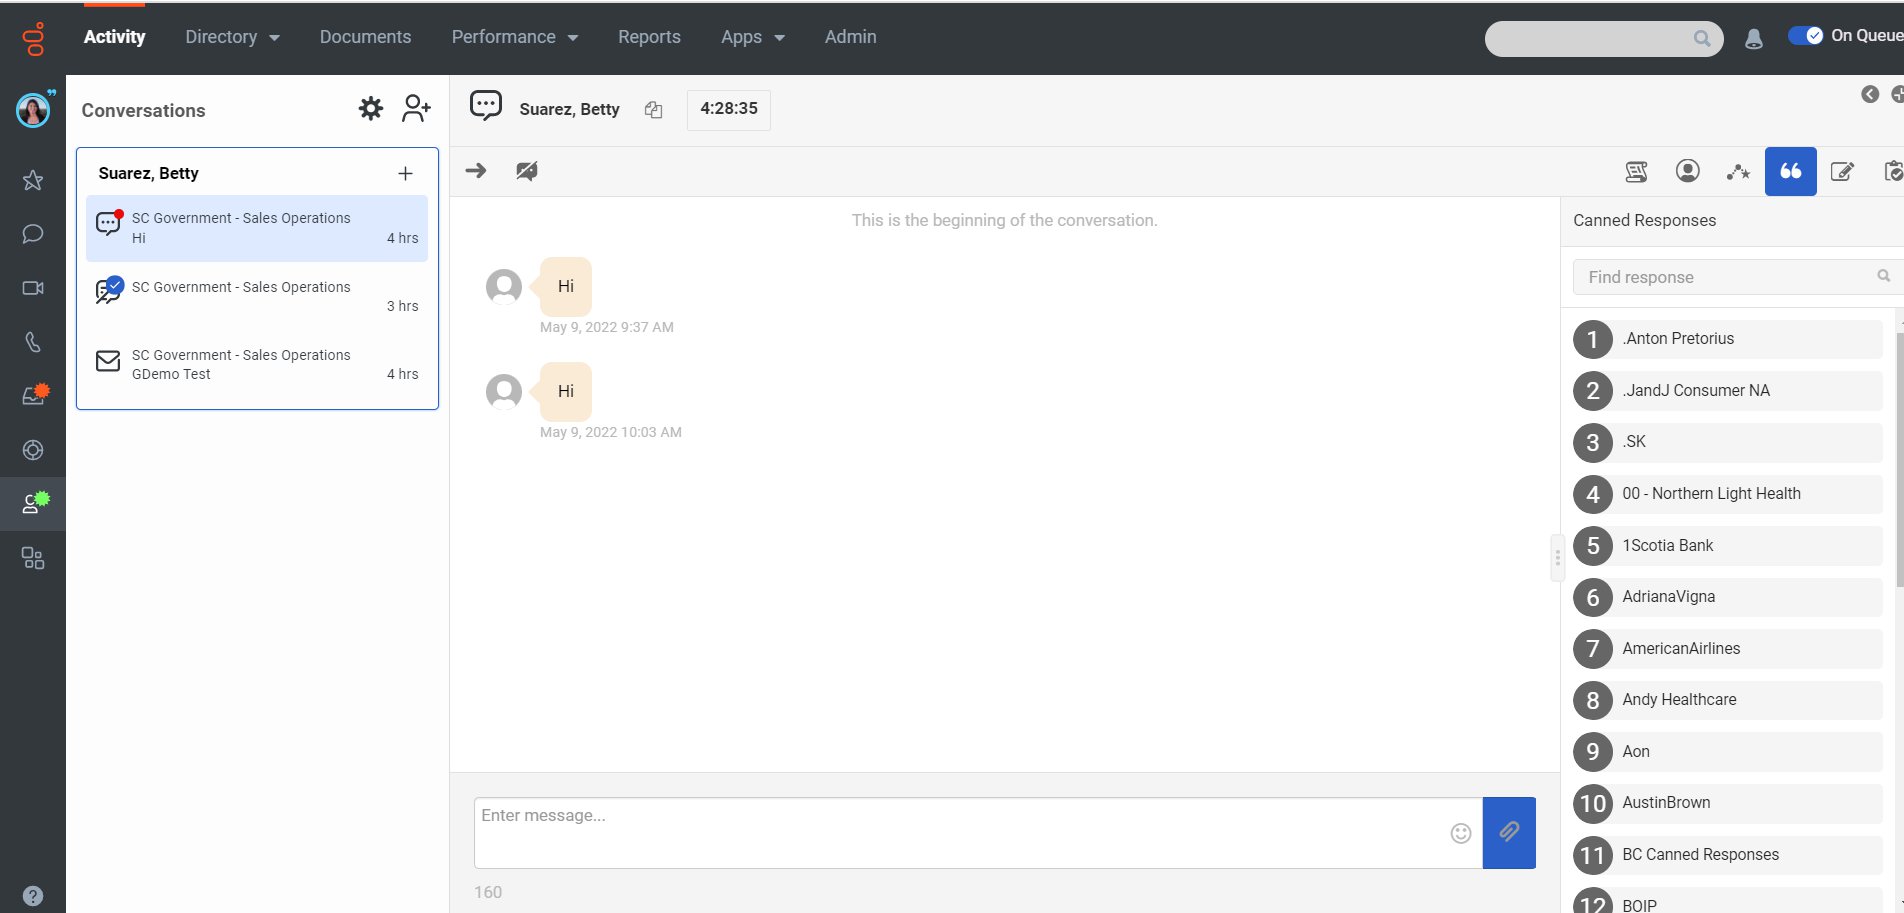 Activity Directory Documents Performance Reports Apps Admin On Queue
Conversations
Suarez, Betty 4:28:35
Suarez, Betty
SC Government - Sales Operations
Hi 4 hrs
SC Government - Sales Operations
3 hrs
SC Government - Sales Operations
GDemo Test 4 hrs
This is the beginning of the conversation.
Hi
May 9, 2022 9:37 AM
Hi
May 9, 2022 10:03 AM
Enter message...
160
Canned Responses
Find response
1 .Anton Pretorius
2 .JandJ Consumer NA
3 .SK
4 00 - Northern Light Health
5 1Scotia Bank
6 AdrianaVigna
7 AmericanAirlines
8 Andy Healthcare
9 Aon
10 AustinBrown
11 BC Canned Responses
12 BOIP
?